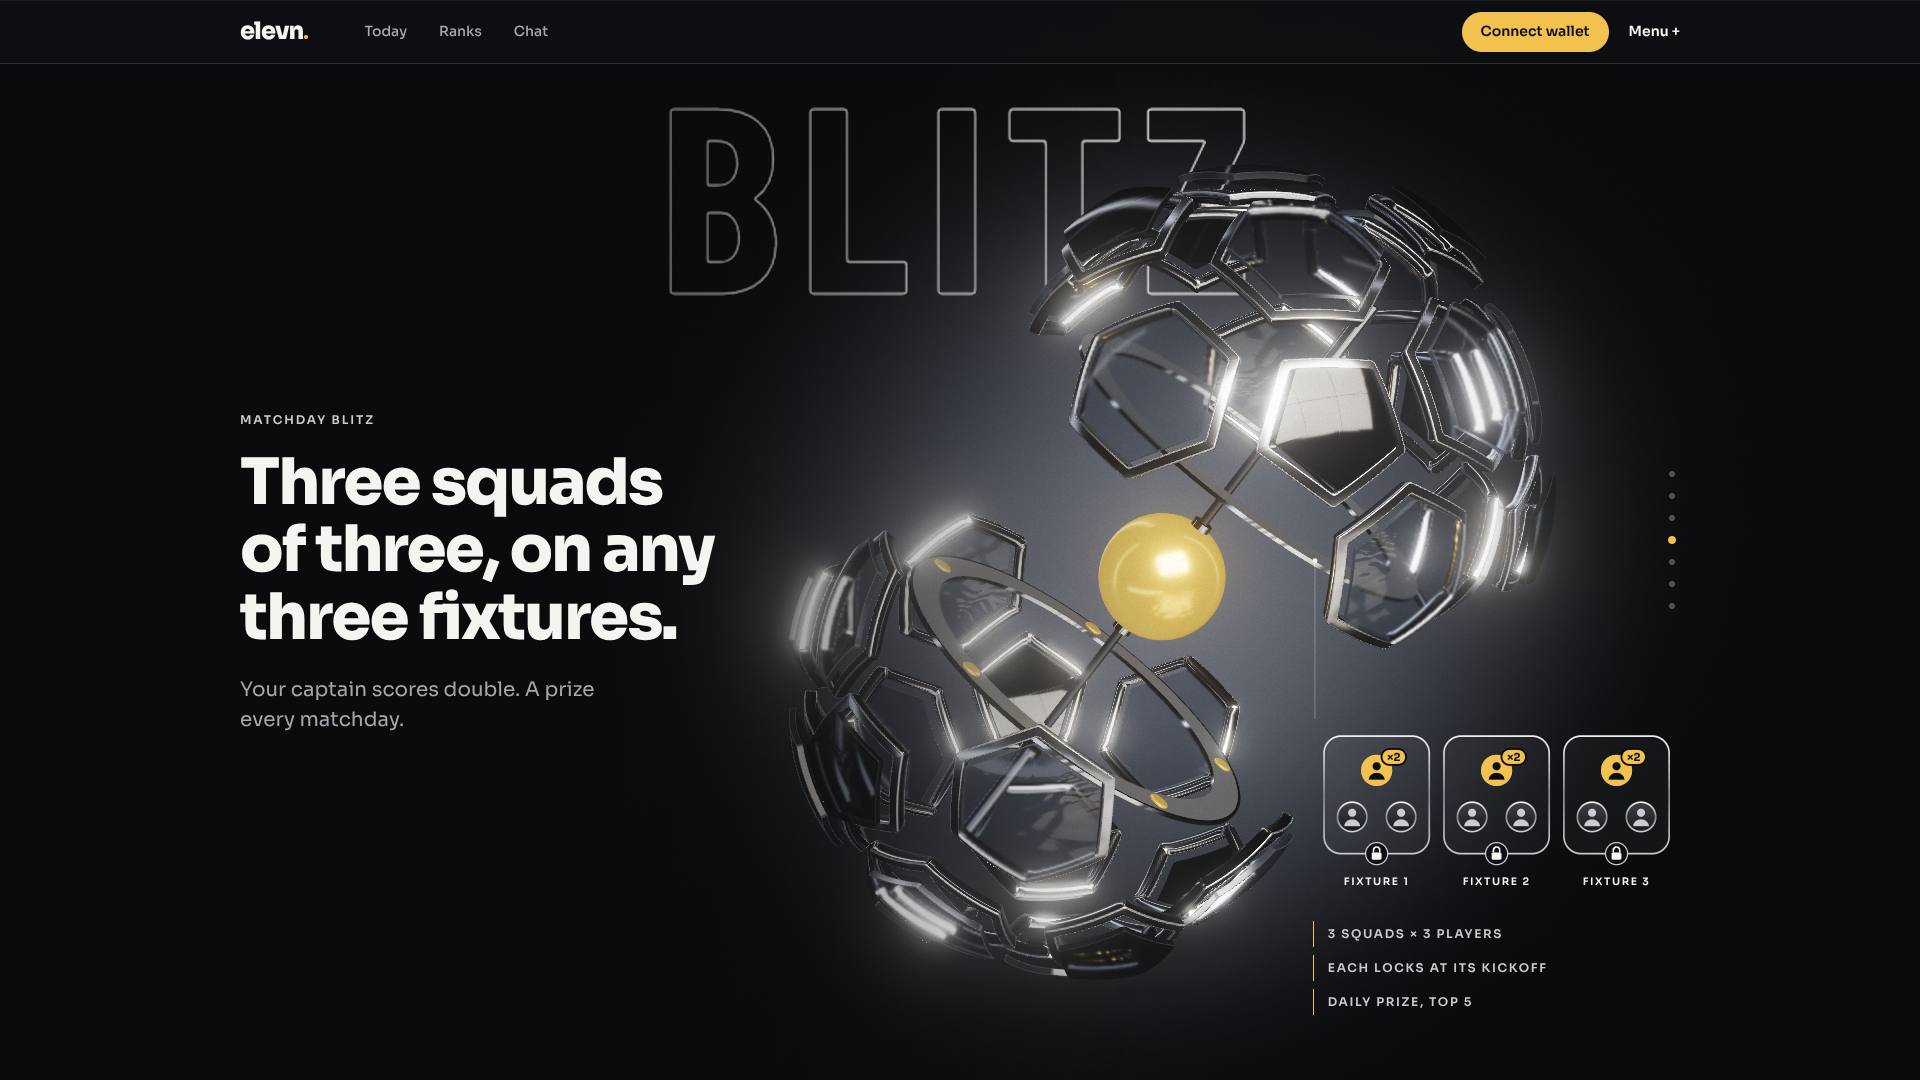 elevn.
Today
Ranks
Chat
Connect wallet
Menu +
BLITZ
MATCHDAY BLITZ
Three squads
of three, on any
three fixtures.
Your captain scores double. A prize
every matchday.
×2
×2
×2
FIXTURE 1
FIXTURE 2
FIXTURE 3
3 SQUADS × 3 PLAYERS
EACH LOCKS AT ITS KICKOFF
DAILY PRIZE, TOP 5